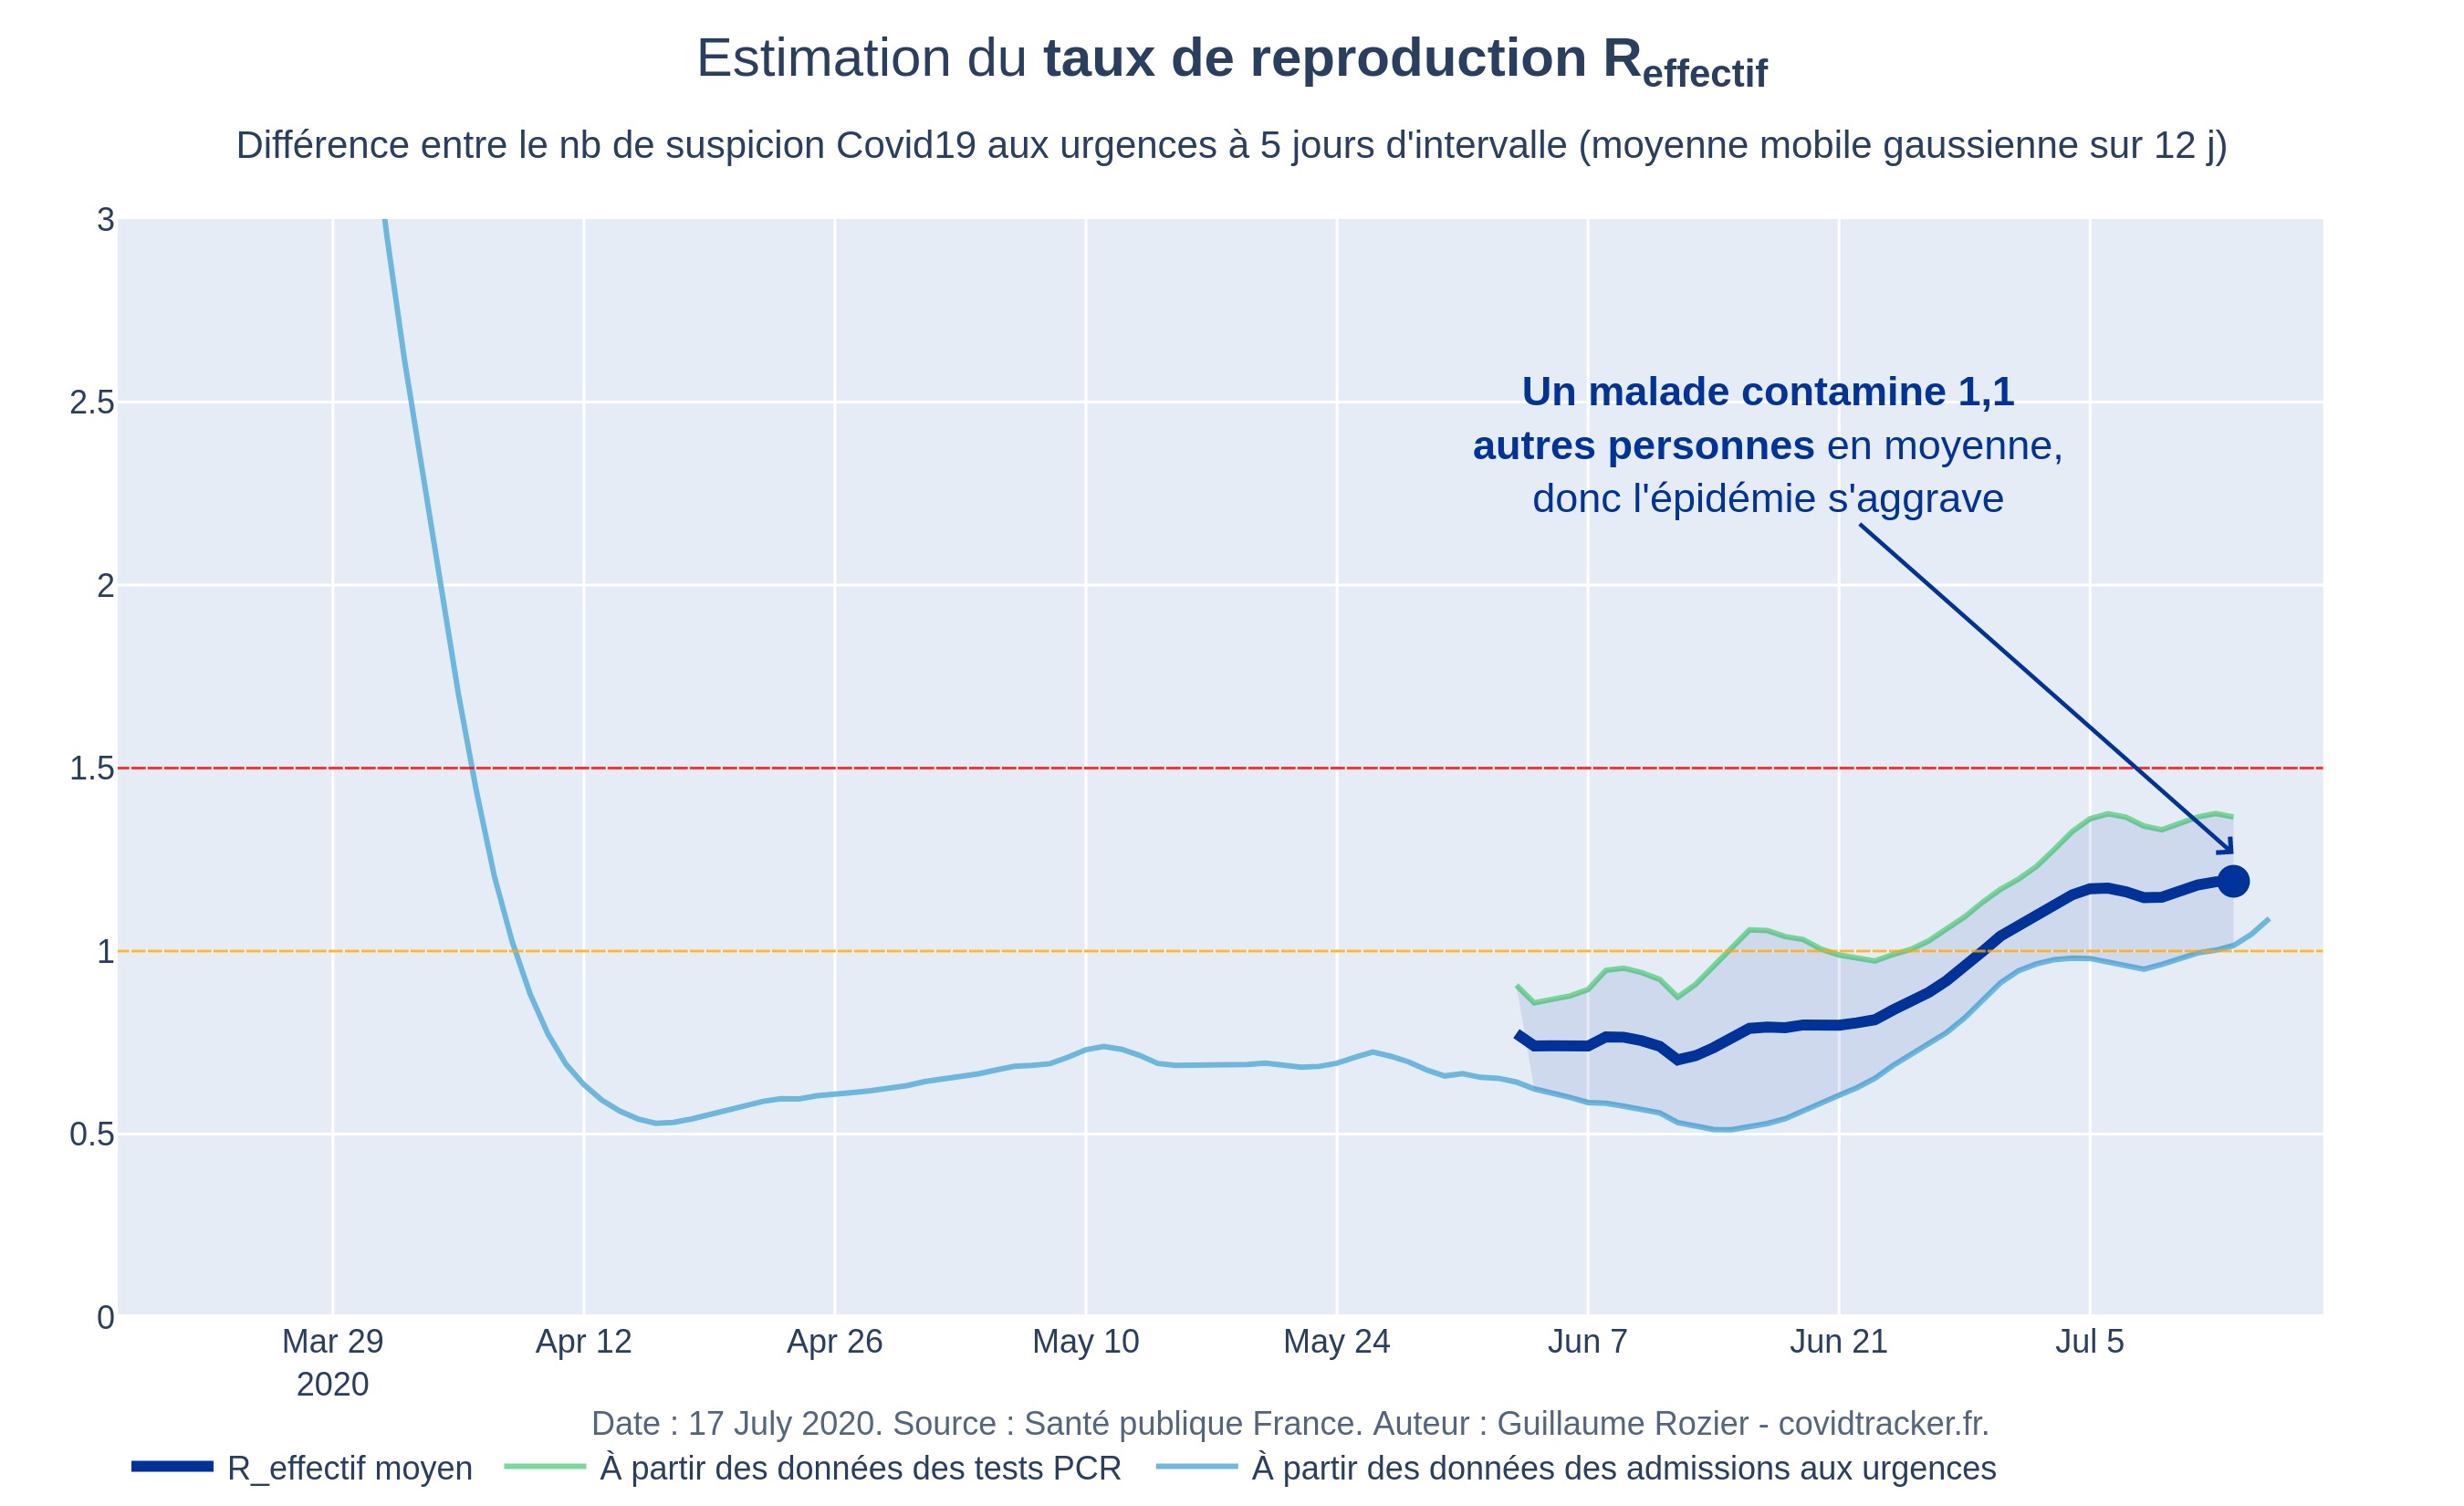 Estimation du taux de reproduction Reffectif
Différence entre le nb de suspicion Covid19 aux urgences à 5 jours d'intervalle (moyenne mobile gaussienne sur 12 j)
3
2.5
2
1.5
1
0.5
0
Un malade contamine 1,1
autres personnes en moyenne,
donc l'épidémie s'aggrave
Mar 29 Apr 12 Apr 26 May 10 May 24 Jun 7 Jun 21 Jul 5
2020
Date : 17 July 2020. Source : Santé publique France. Auteur : Guillaume Rozier - covidtracker.fr.
R_effectif moyen À partir des données des tests PCR À partir des données des admissions aux urgences